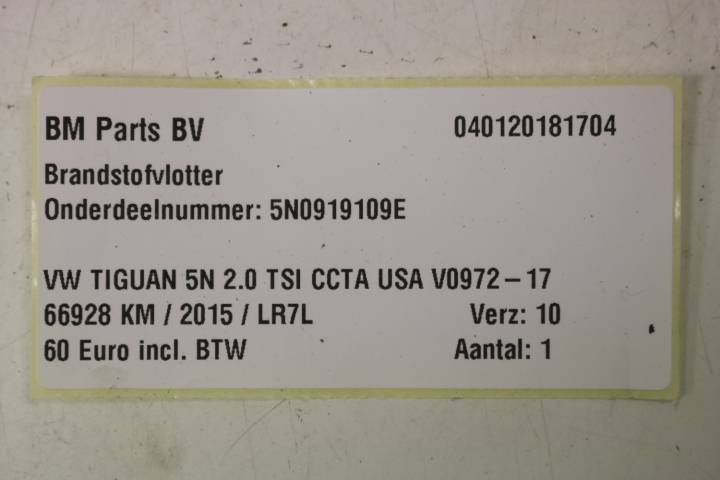 BM Parts BV 040120181704
Brandstofvlotter
Onderdeelnummer: 5N0919109E
VW TIGUAN 5N 2.0 TSI CCTA USA V0972-17
66928 KM / 2015 / LR7L Verz: 10
60 Euro incl. BTW Aantal: 1